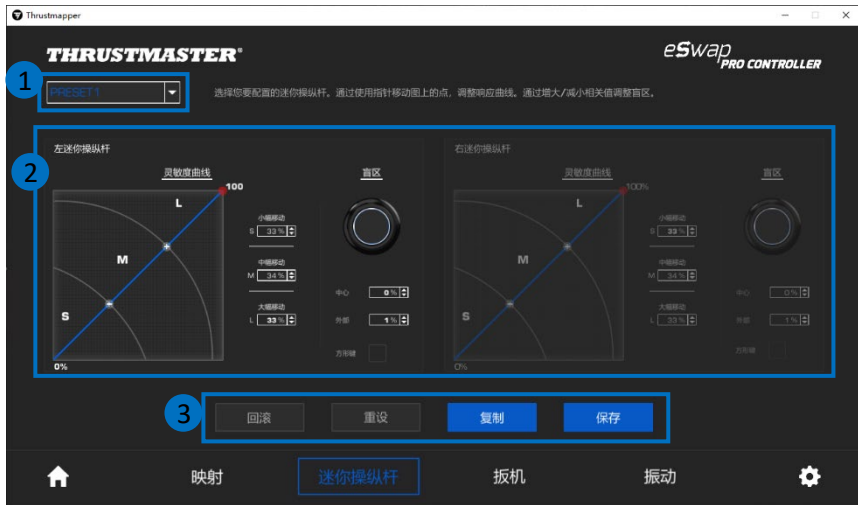 Thrustmapper
THRUSTMASTER®
eSwap
PRO CONTROLLER
1
PRESET1
选择您要配置的迷你操纵杆。通过使用指针移动图上的点，调整响应曲线。通过增大/减小相关值调整盲区。
2
左迷你操纵杆
灵敏度曲线
盲区
100
L
M
S
0%
小幅移动
S 33%
中幅移动
M 34%
大幅移动
L 33%
中心 0%
外部 1%
方形键
右迷你操纵杆
灵敏度曲线
盲区
100%
L
M
S
0%
小幅移动
S 33%
中幅移动
M 34%
大幅移动
L 33%
中心 0%
外部 1%
方形键
3
回滚
重设
复制
保存
映射
迷你操纵杆
扳机
振动